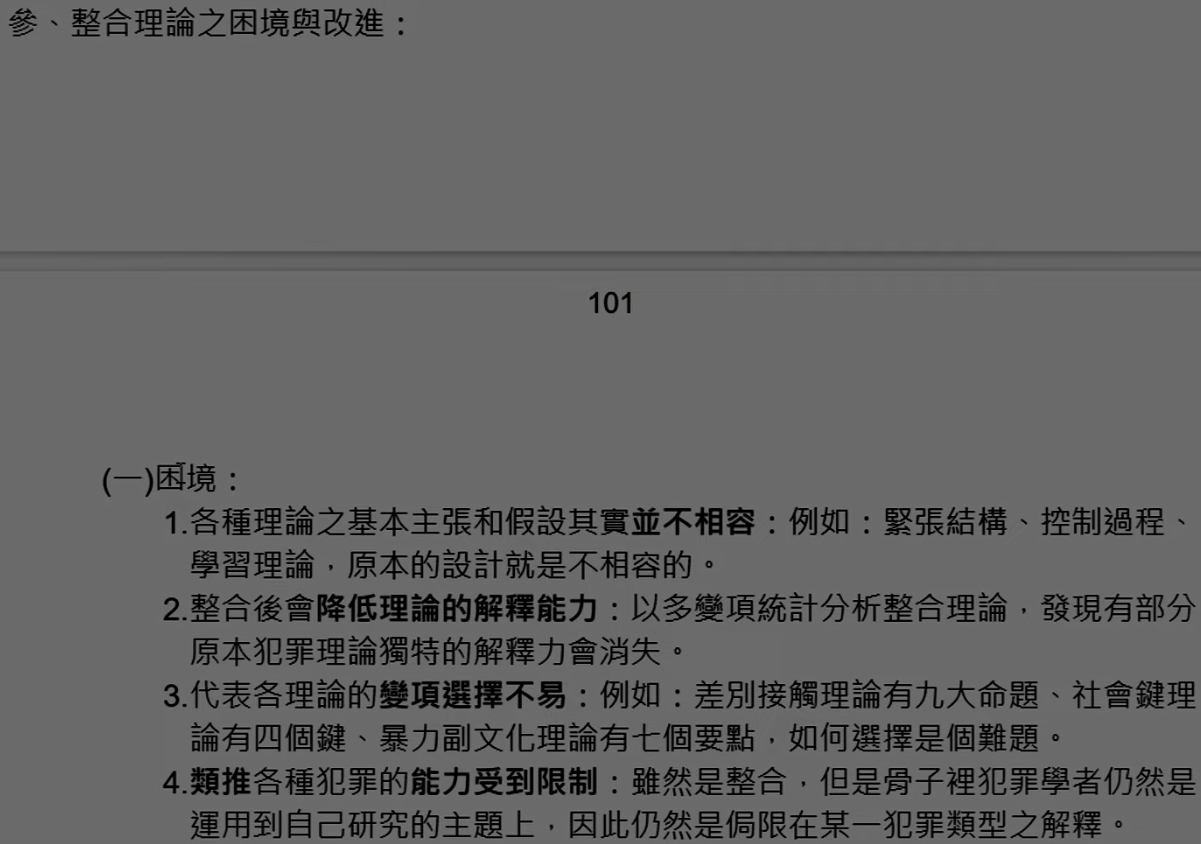 參、整合理論之困境與改進：
101
(一)困境：
1.各種理論之基本主張和假設其實並不相容：例如：緊張結構、控制過程、
學習理論，原本的設計就是不相容的。
2.整合後會降低理論的解釋能力：以多變項統計分析整合理論，發現有部分
原本犯罪理論獨特的解釋力會消失。
3.代表各理論的變項選擇不易：例如：差別接觸理論有九大命題、社會鍵理
論有四個鍵、暴力副文化理論有七個要點，如何選擇是個難題。
4.類推各種犯罪的能力受到限制：雖然是整合，但是骨子裡犯罪學者仍然是
運用到自己研究的主題上，因此仍然是侷限在某一犯罪類型之解釋。